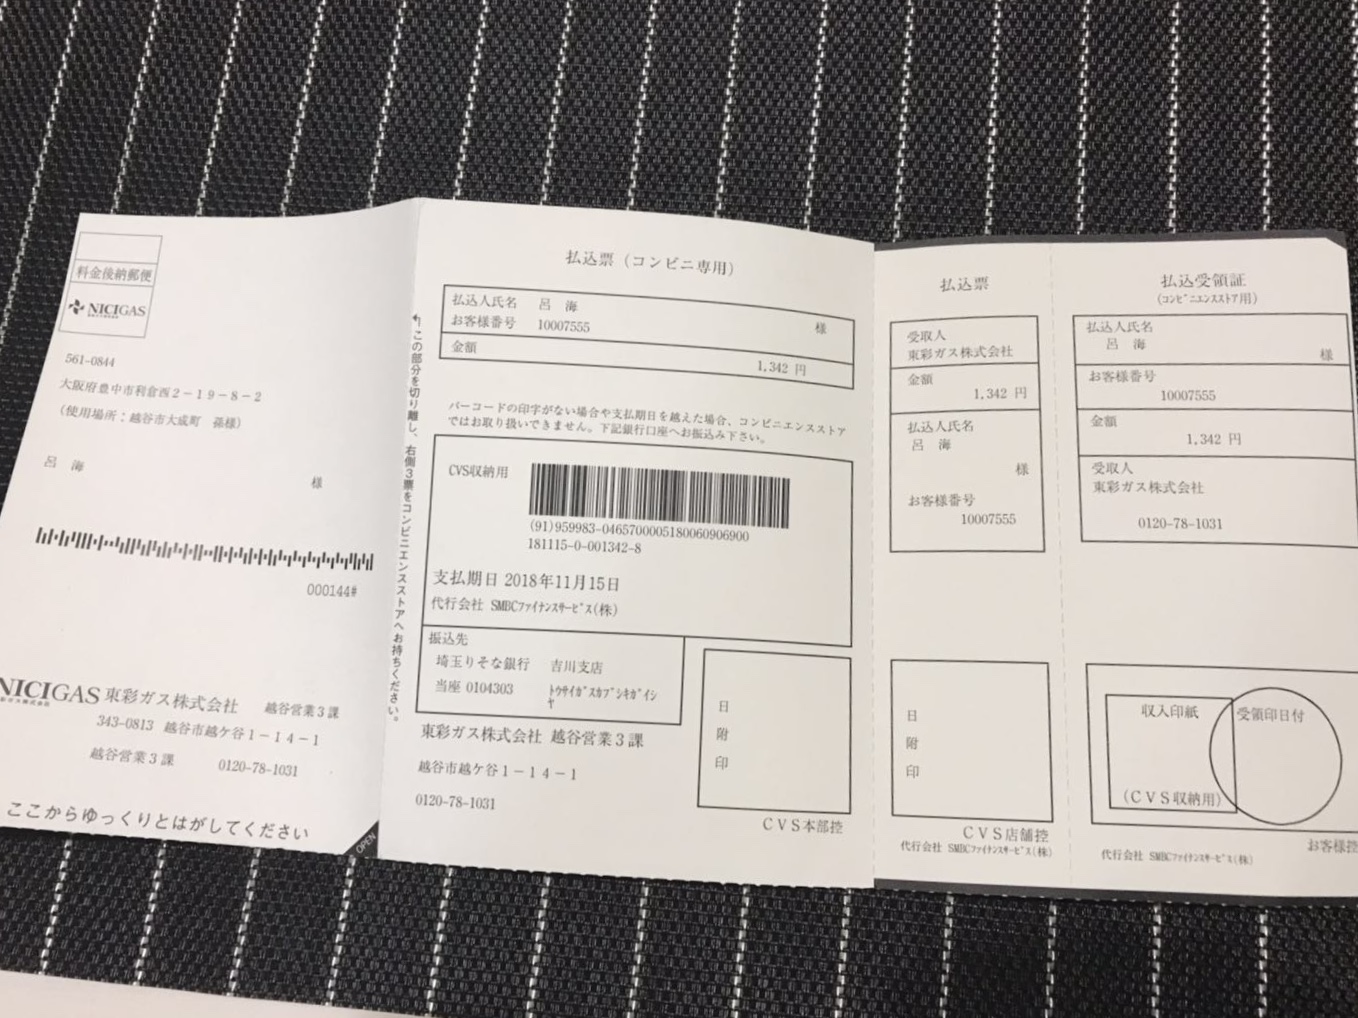 料金後納郵便
NICIGAS
561-0844
大阪府豊中市利倉西2-19-8-2
(使用場所:越谷市大成町 孫様)
呂 海
様
000144#
NICIGAS 東彩ガス株式会社 越谷営業3課
343-0813 越谷市越ケ谷1-14-1
越谷営業3課 0120-78-1031
ここからゆっくりとはがしてください
OPEN
この部分を切り離し、右側3票をコンビニエンスストアへお持ちください。
払込票(コンビニ専用)
払込人氏名 呂 海
様
お客様番号 10007555
金額
1,342 円
バーコードの印字がない場合や支払期日を越えた場合、コンビニエンスストア
ではお取り扱いできません。下記銀行口座へお振込み下さい。
CVS収納用
(91)959983-0465700005180060906900
181115-0-001342-8
支払期日 2018年11月15日
代行会社 SMBCファイナンスサービス(株)
振込先
埼玉りそな銀行 吉川支店
当座 0104303 トウサイガスカブシキガイシ
ヤ
東彩ガス株式会社 越谷営業3課
越谷市越ケ谷1-14-1
0120-78-1031
日
附
印
CVS本部控
払込票
受取人
東彩ガス株式会社
金額
1,342 円
払込人氏名
呂 海
様
お客様番号
10007555
日
附
印
CVS店舗控
代行会社 SMBCファイナンスサービス(株)
払込受領証
(コンビニエンスストア用)
払込人氏名
呂 海
様
お客様番号
10007555
金額
1,342 円
受取人
東彩ガス株式会社
0120-78-1031
収入印紙
受領印日付
(CVS収納用)
お客様控
代行会社 SMBCファイナンスサービス(株)